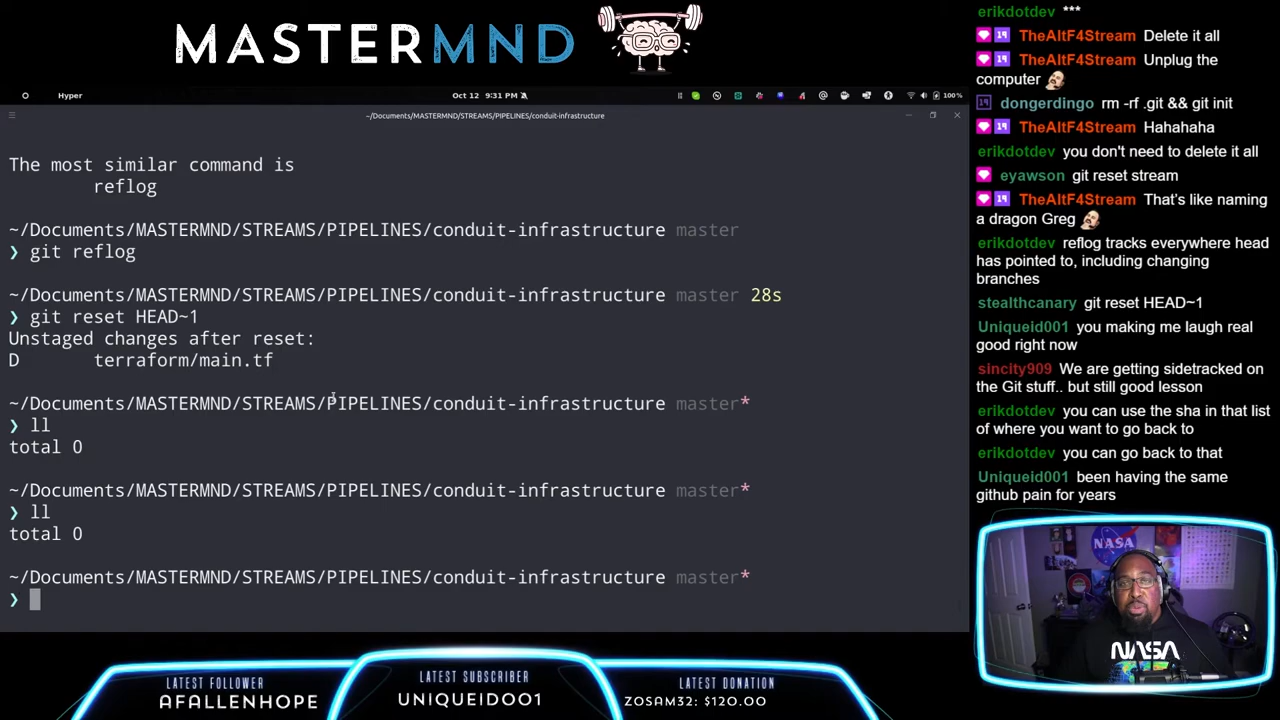 MASTERMND
Hyper
Oct 12 9:31 PM
100%
~/Documents/MASTERMND/STREAMS/PIPELINES/conduit-infrastructure
The most similar command is
reflog
~/Documents/MASTERMND/STREAMS/PIPELINES/conduit-infrastructure master
❯ git reflog
~/Documents/MASTERMND/STREAMS/PIPELINES/conduit-infrastructure master 28s
❯ git reset HEAD~1
Unstaged changes after reset:
D terraform/main.tf
~/Documents/MASTERMND/STREAMS/PIPELINES/conduit-infrastructure master*
❯ ll
total 0
~/Documents/MASTERMND/STREAMS/PIPELINES/conduit-infrastructure master*
❯ ll
total 0
~/Documents/MASTERMND/STREAMS/PIPELINES/conduit-infrastructure master*
❯
erikdotdev ***
19 TheAltF4Stream Delete it all
19 TheAltF4Stream Unplug the
computer
19 dongerdingo rm -rf .git && git init
19 TheAltF4Stream Hahahaha
erikdotdev you don't need to delete it all
eyawson git reset stream
19 TheAltF4Stream That's like naming
a dragon Greg
erikdotdev reflog tracks everywhere head
has pointed to, including changing
branches
stealthcanary git reset HEAD~1
Uniqueid001 you making me laugh real
good right now
sincity909 We are getting sidetracked on
the Git stuff.. but still good lesson
erikdotdev you can use the sha in that list
of where you want to go back to
erikdotdev you can go back to that
Uniqueid001 been having the same
github pain for years
NASA
NASA
LATEST FOLLOWER
AFALLENHOPE
LATEST SUBSCRIBER
UNIQUEID001
LATEST DONATION
ZOSAM32: $120.00